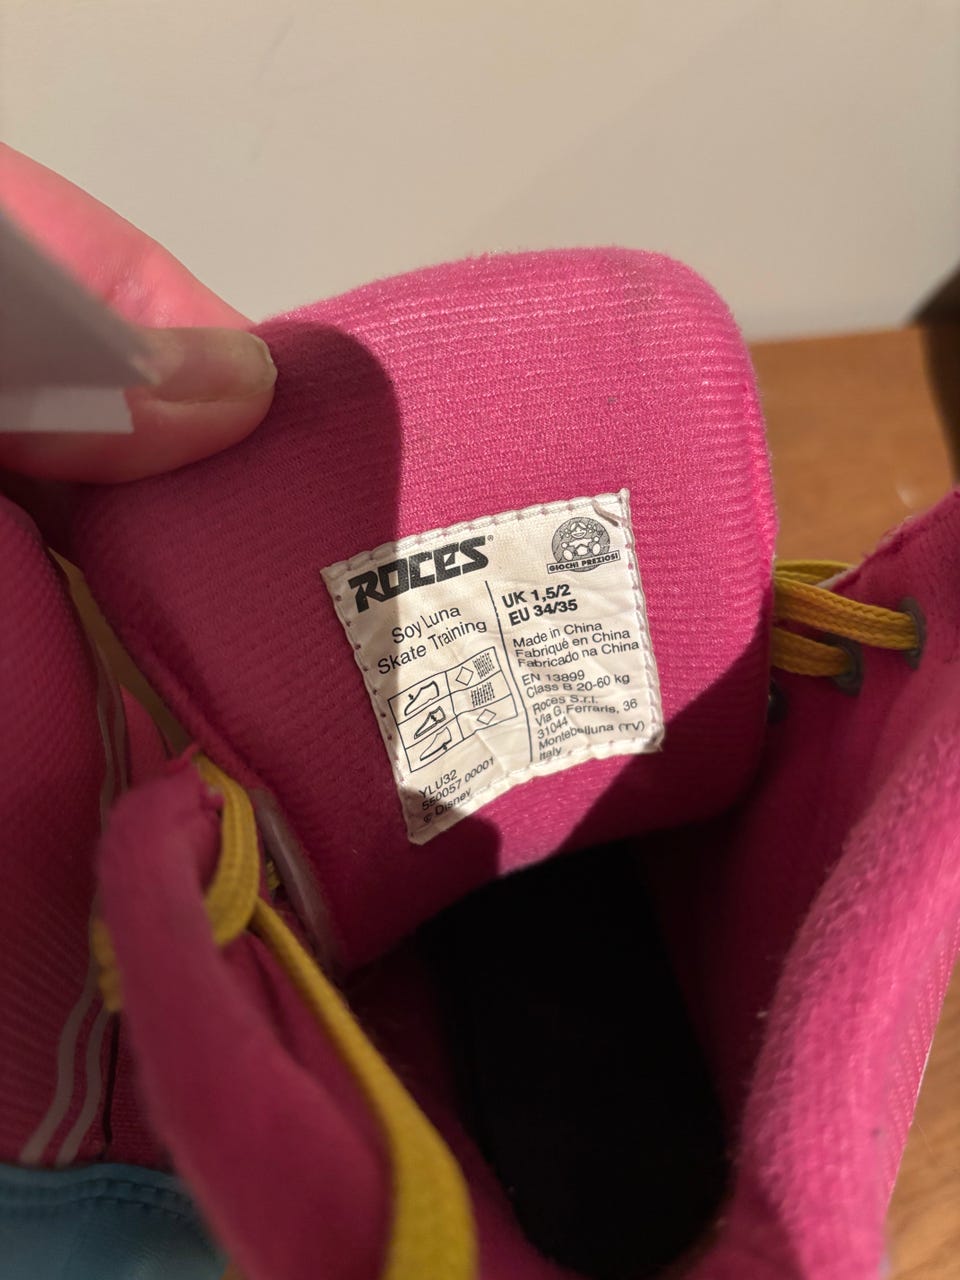 ROCES®
Soy Luna
Skate Training
YLU32
550057 00001
© Disney
GIOCHI PREZIOSI
UK 1,5/2
EU 34/35
Made in China
Fabriqué en China
Fabricado na China
EN 13899
Class B 20-60 kg
Roces S.r.l.
Via G.Ferraris, 36
31044
Montebelluna (TV)
Italy